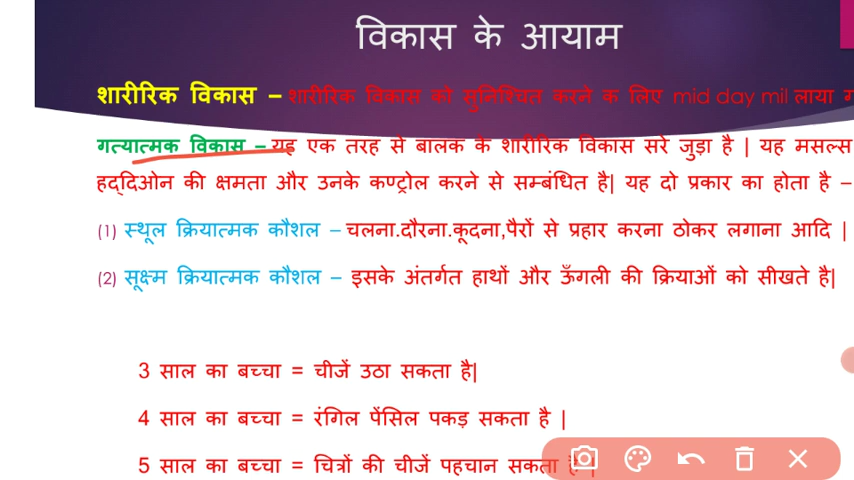 विकास के आयाम
शारीरिक विकास – शारीरिक विकास को सुनिश्चित करने क लिए mid day mil लाया ग
गत्यात्मक विकास – यह एक तरह से बालक के शारीरिक विकास सरे जुड़ा है | यह मसल्स
हद्दिओन की क्षमता और उनके कण्ट्रोल करने से सम्बंधित है| यह दो प्रकार का होता है –
(1) स्थूल क्रियात्मक कौशल – चलना.दौरना.कूदना,पैरों से प्रहार करना ठोकर लगाना आदि |
(2) सूक्ष्म क्रियात्मक कौशल – इसके अंतर्गत हाथों और ऊँगली की क्रियाओं को सीखते है|
3 साल का बच्चा = चीजें उठा सकता है|
4 साल का बच्चा = रंगिल पेंसिल पकड़ सकता है |
5 साल का बच्चा = चित्रों की चीजें पहचान सकता है |